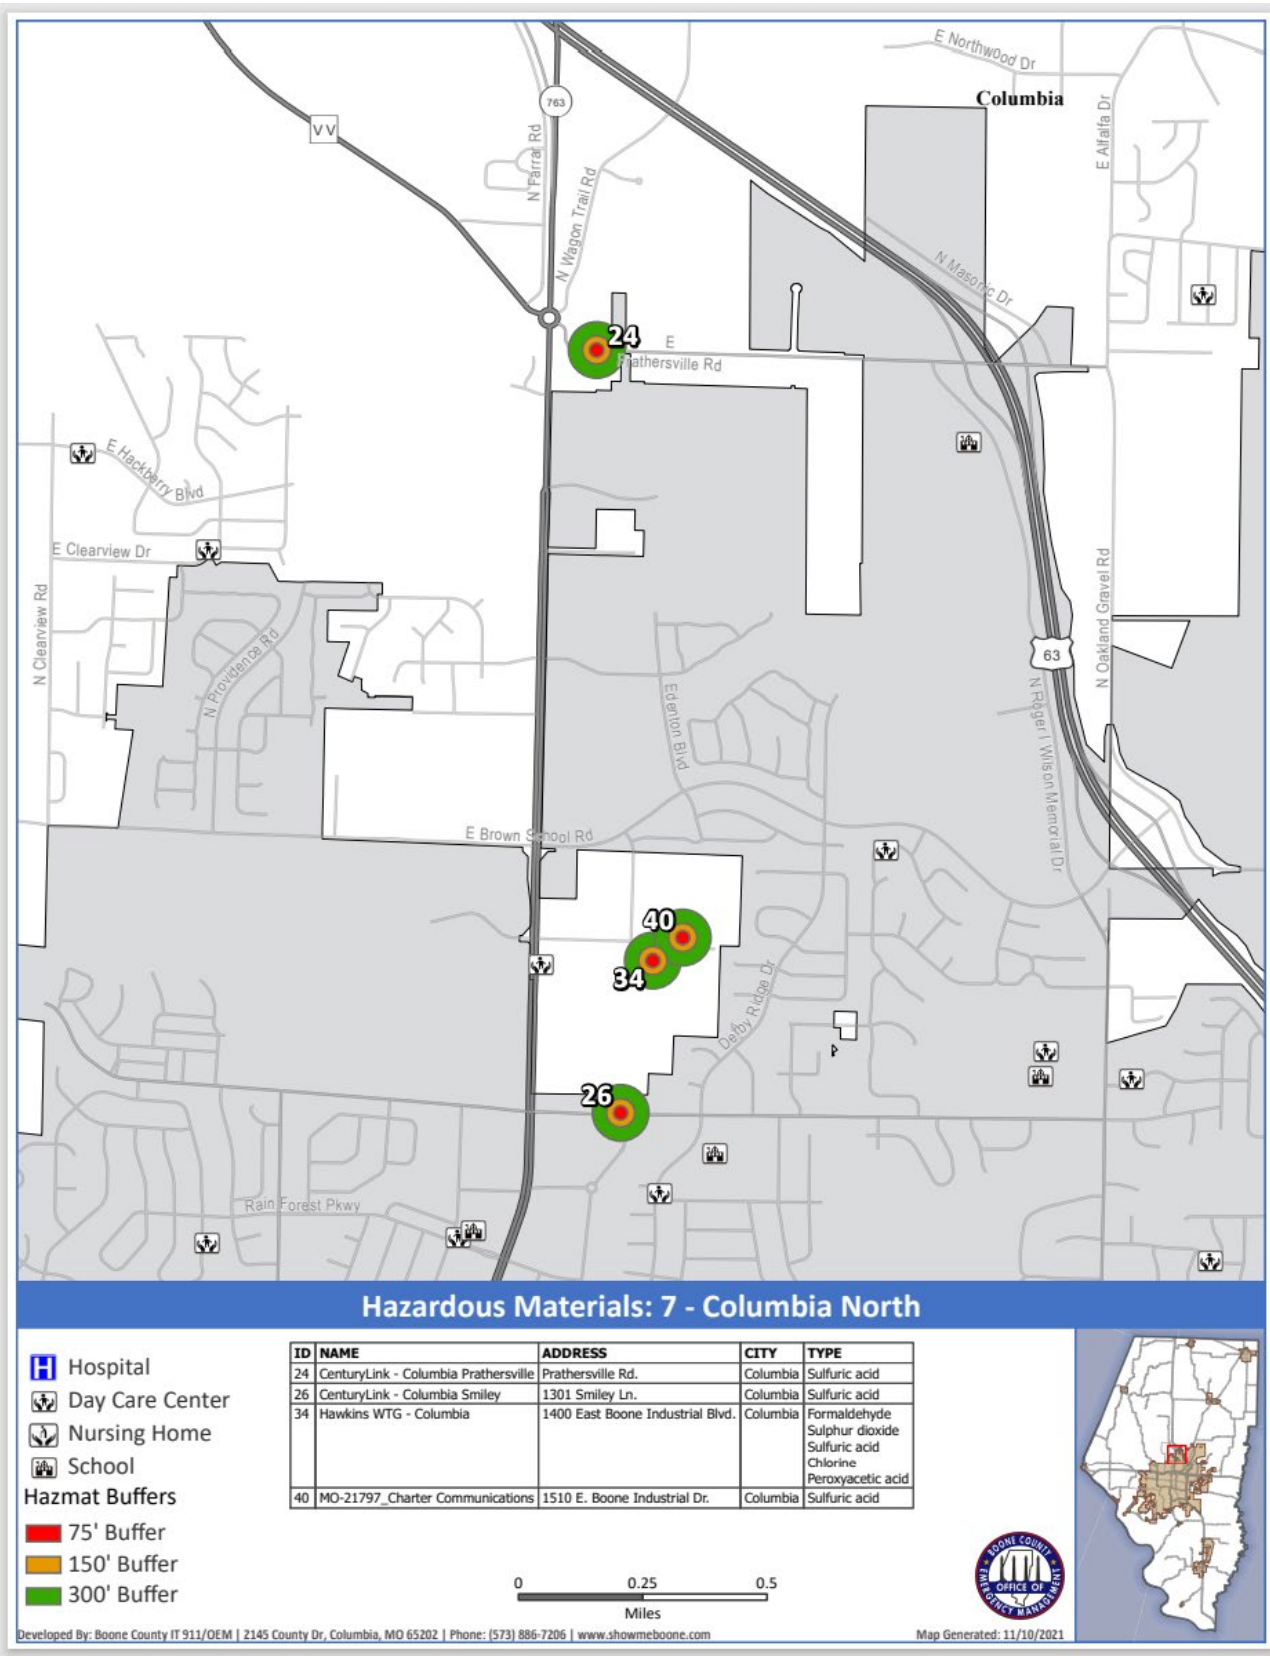 E Northwood Dr
Columbia
763
VV
N Farrar Rd
E Alfalfa Dr
N Wagon Trail Rd
N Masonic Dr
24
E
Prathersville Rd
E Hackberry Blvd
E Clearview Dr
N Clearview Rd
N Providence Rd
N Oakland Gravel Rd
63
Edenton Blvd
N Roger I Wilson Memorial Dr
E Brown School Rd
40
34
Derby Ridge Dr
26
Rain Forest Pkwy
Hazardous Materials: 7 - Columbia North
H Hospital
Day Care Center
Nursing Home
School
Hazmat Buffers
75' Buffer
150' Buffer
300' Buffer
ID NAME ADDRESS CITY TYPE
24 CenturyLink - Columbia Prathersville Prathersville Rd. Columbia Sulfuric acid
26 CenturyLink - Columbia Smiley 1301 Smiley Ln. Columbia Sulfuric acid
34 Hawkins WTG - Columbia 1400 East Boone Industrial Blvd. Columbia Formaldehyde
Sulphur dioxide
Sulfuric acid
Chlorine
Peroxyacetic acid
40 MO-21797_Charter Communications 1510 E. Boone Industrial Dr. Columbia Sulfuric acid
0 0.25 0.5
Miles
BOONE COUNTY
OFFICE OF
EMERGENCY MANAGEMENT
Developed By: Boone County IT 911/OEM | 2145 County Dr, Columbia, MO 65202 | Phone: (573) 886-7206 | www.showmeboone.com
Map Generated: 11/10/2021